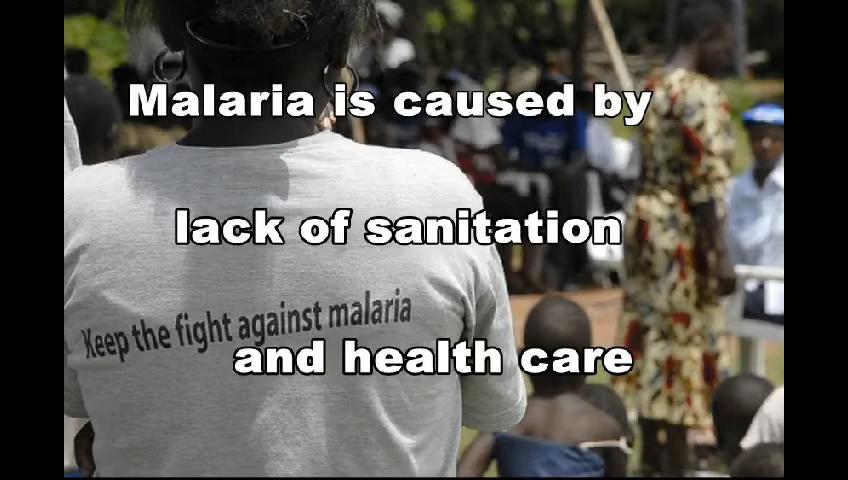 Malaria is caused by
lack of sanitation
Keep the fight against malaria
and health care